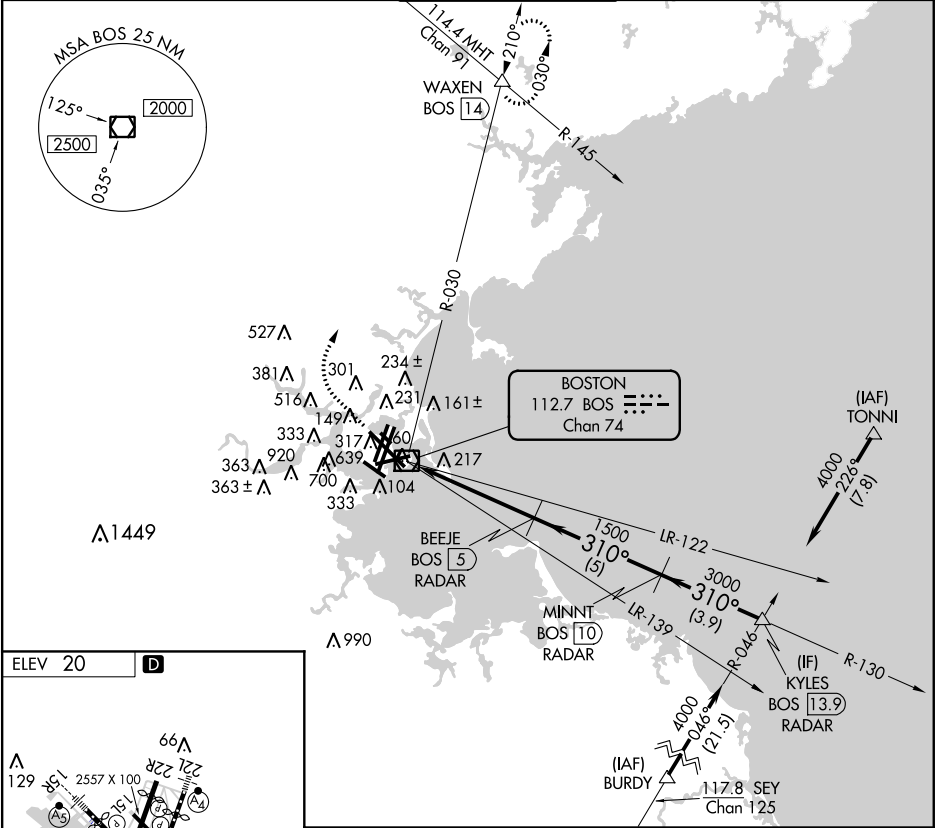 MSA BOS 25 NM
125°
2000
2500
035°
114.4 MHT
Chan 91
210°
030°
WAXEN
BOS 14
R-145
R-030
527
381
301
234 ±
516
231
161 ±
149
333
317
60
363
920
639
217
363 ±
700
333
104
1449
990
BOSTON
112.7 BOS
Chan 74
(IAF)
TONNI
4000
226°
(7.8)
BEEJE
BOS 5
RADAR
1500
310°
(5)
LR-122
MINNT
BOS 10
RADAR
3000
310°
(3.9)
LR-139
R-046
(IF)
KYLES
BOS 13.9
RADAR
R-130
4000
046°
(21.5)
(IAF)
BURDY
117.8 SEY
Chan 125
ELEV 20
D
129
15R
2557 X 100
15L
22R
22L
66
A5
P
P
A4